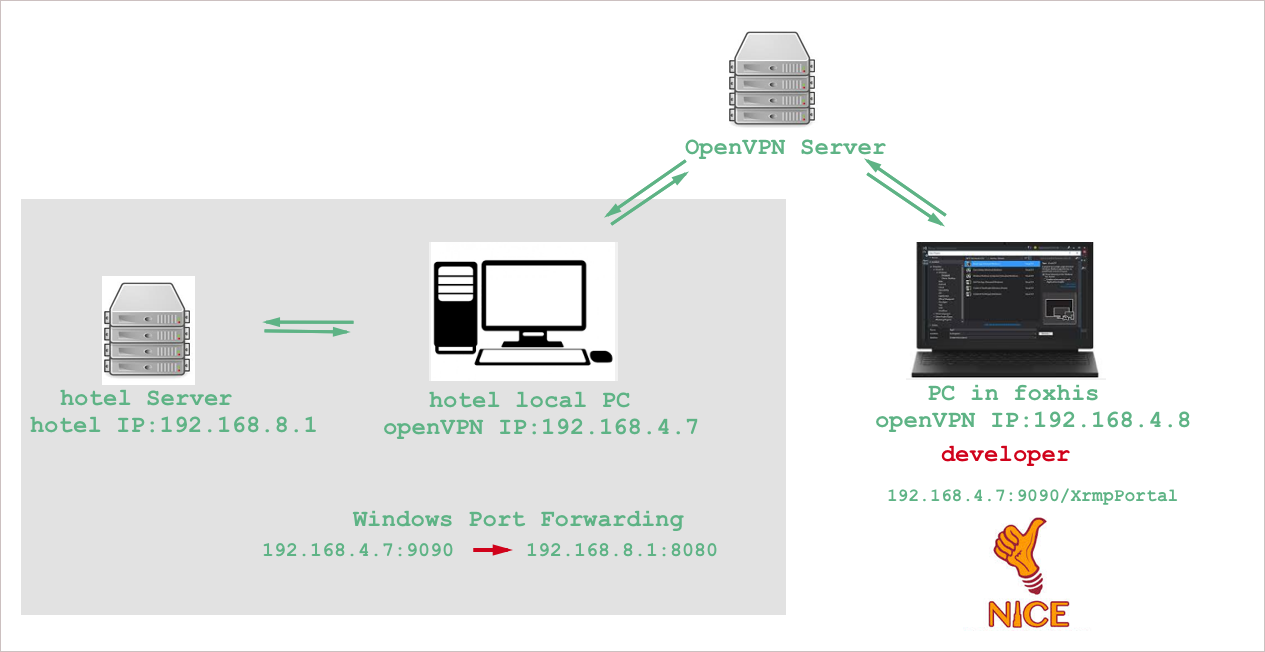 OpenVPN Server
hotel Server
hotel IP:192.168.8.1
hotel local PC
openVPN IP:192.168.4.7
PC in foxhis
openVPN IP:192.168.4.8
developer
192.168.4.7:9090/XrmpPortal
Windows Port Forwarding
192.168.4.7:9090
192.168.8.1:8080
NICE